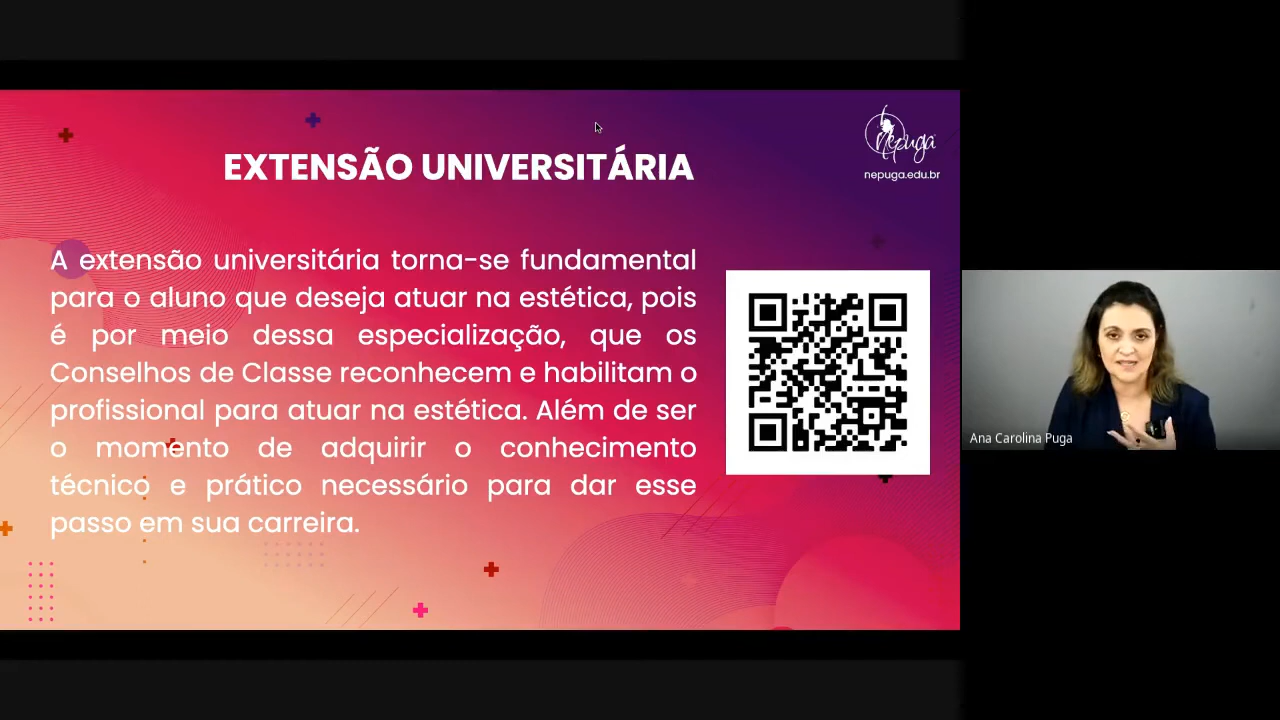 EXTENSÃO UNIVERSITÁRIA
nepuga
nepuga.edu.br
A extensão universitária torna-se fundamental
para o aluno que deseja atuar na estética, pois
é por meio dessa especialização, que os
Conselhos de Classe reconhecem e habilitam o
profissional para atuar na estética. Além de ser
o momento de adquirir o conhecimento
técnico e prático necessário para dar esse
passo em sua carreira.
Ana Carolina Puga